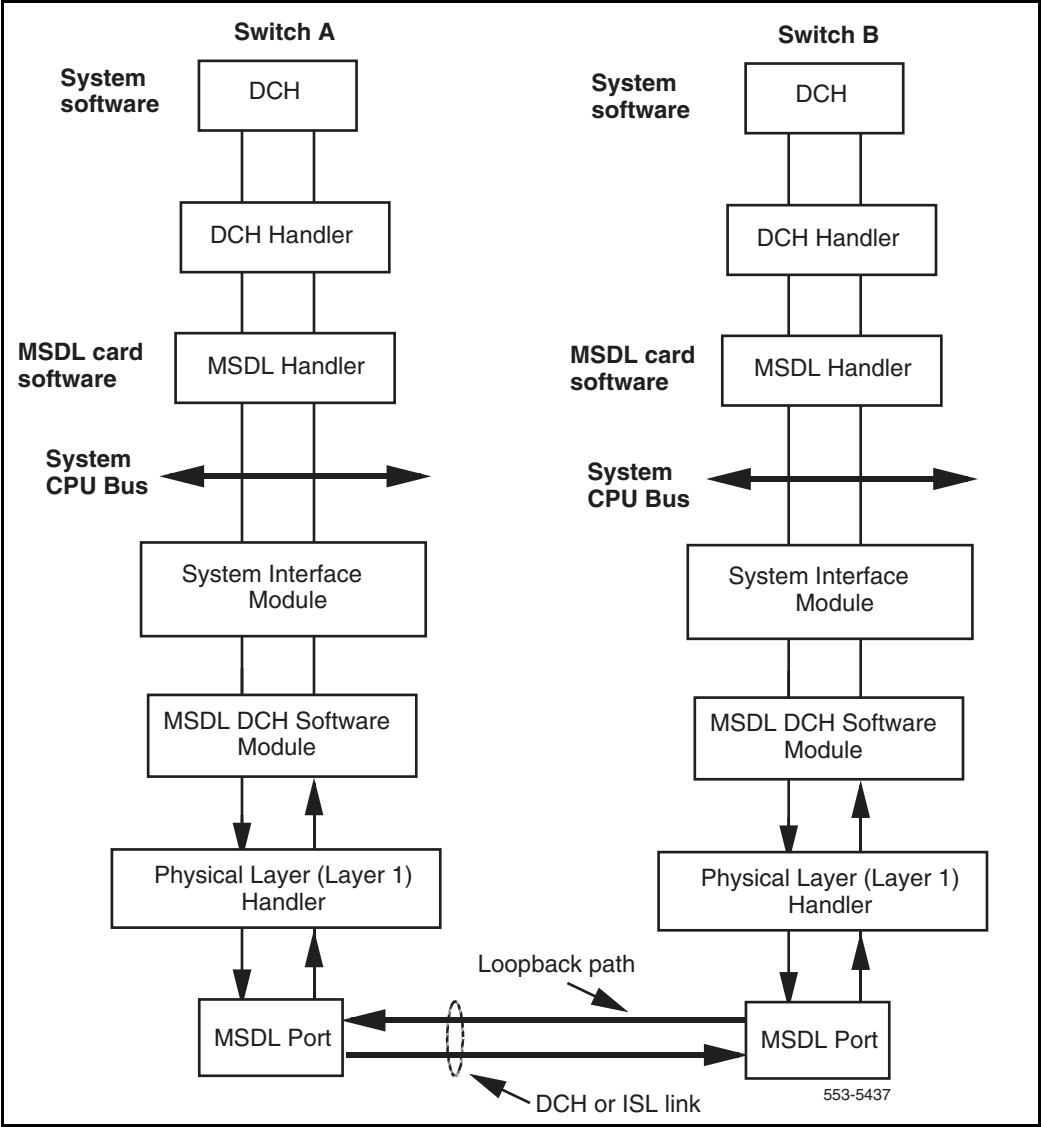 Switch A
System
software
DCH
DCH Handler
MSDL card
software
MSDL Handler
System
CPU Bus
System Interface
Module
MSDL DCH Software
Module
Physical Layer (Layer 1)
Handler
MSDL Port
Switch B
System
software
DCH
DCH Handler
MSDL card
software
MSDL Handler
System
CPU Bus
System Interface
Module
MSDL DCH Software
Module
Physical Layer (Layer 1)
Handler
MSDL Port
Loopback path
DCH or ISL link
553-5437